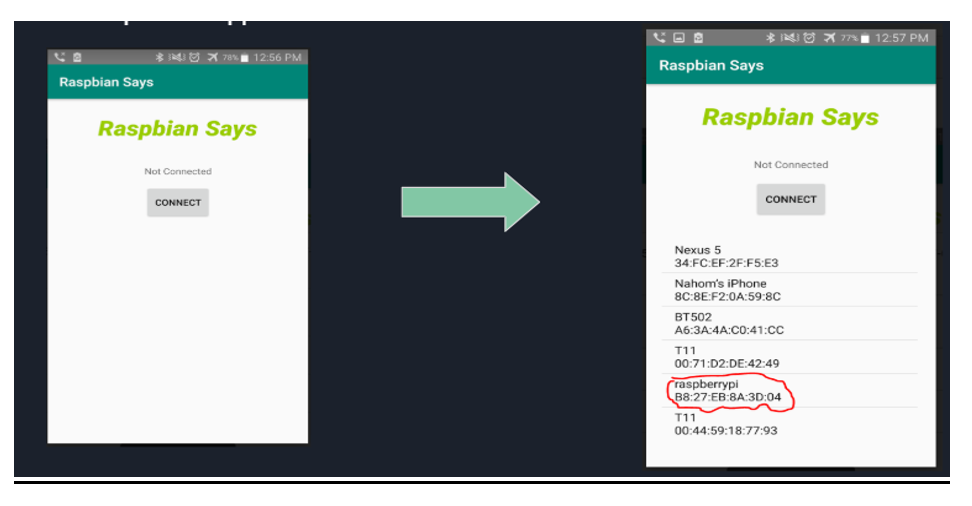 78% 12:56 PM
Raspbian Says
Raspbian Says
Not Connected
CONNECT
77% 12:57 PM
Raspbian Says
Raspbian Says
Not Connected
CONNECT
Nexus 5
34:FC:EF:2F:F5:E3
Nahom's iPhone
8C:8E:F2:0A:59:8C
BT502
A6:3A:4A:C0:41:CC
T11
00:71:D2:DE:42:49
raspberrypi
B8:27:EB:8A:3D:04
T11
00:44:59:18:77:93